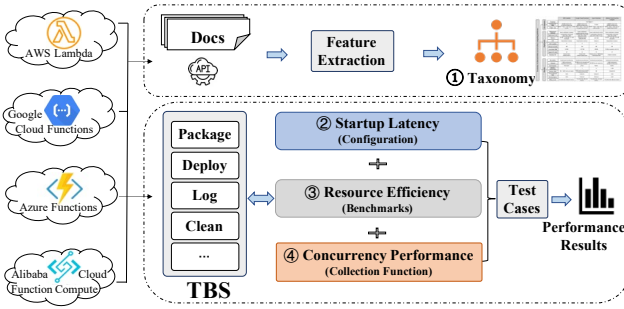 AWS Lambda
Google
Cloud Functions
Azure Functions
Alibaba Cloud
Function Compute
Docs
API
Feature
Extraction
① Taxonomy
Package
Deploy
Log
Clean
...
TBS
② Startup Latency
(Configuration)
+
③ Resource Efficiency
(Benchmarks)
+
④ Concurrency Performance
(Collection Function)
Test
Cases
Performance
Results